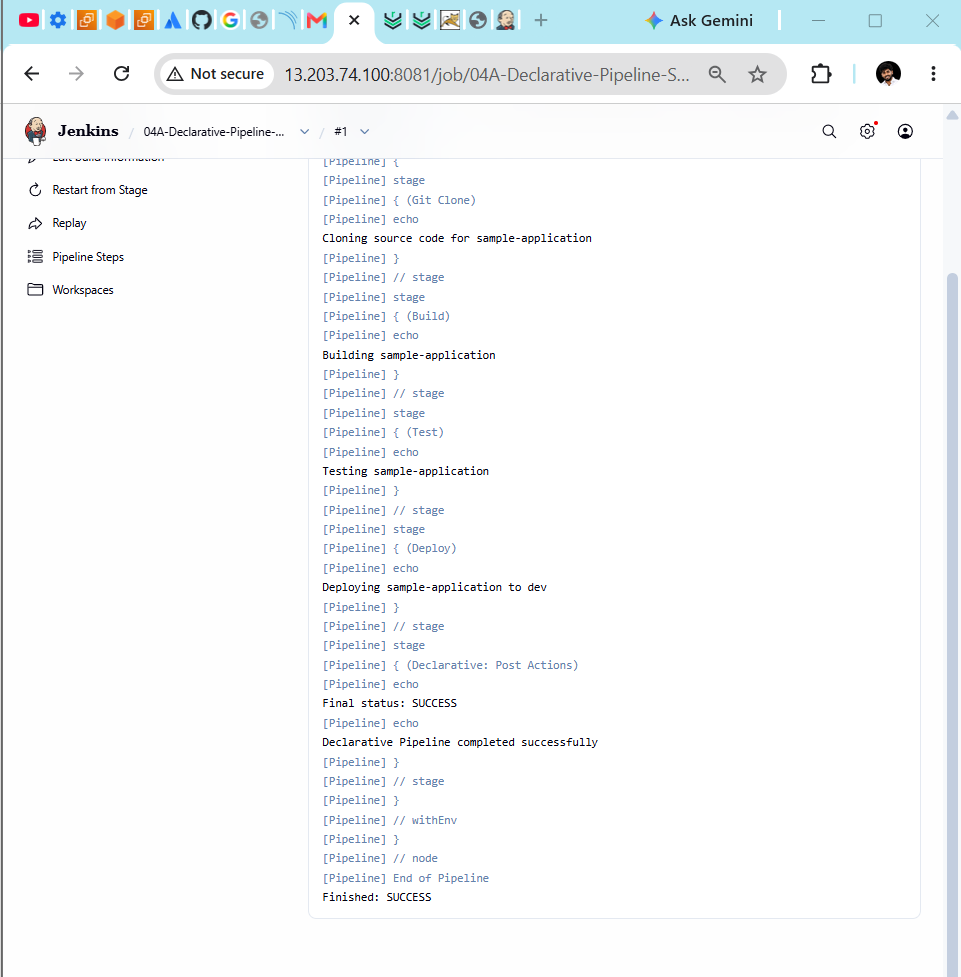 Ask Gemini
Not secure
13.203.74.100:8081/job/04A-Declarative-Pipeline-S...
Jenkins / 04A-Declarative-Pipeline-... / #1
Edit Build Information
Restart from Stage
Replay
Pipeline Steps
Workspaces
[Pipeline] {
[Pipeline] stage
[Pipeline] { (Git Clone)
[Pipeline] echo
Cloning source code for sample-application
[Pipeline] }
[Pipeline] // stage
[Pipeline] stage
[Pipeline] { (Build)
[Pipeline] echo
Building sample-application
[Pipeline] }
[Pipeline] // stage
[Pipeline] stage
[Pipeline] { (Test)
[Pipeline] echo
Testing sample-application
[Pipeline] }
[Pipeline] // stage
[Pipeline] stage
[Pipeline] { (Deploy)
[Pipeline] echo
Deploying sample-application to dev
[Pipeline] }
[Pipeline] // stage
[Pipeline] stage
[Pipeline] { (Declarative: Post Actions)
[Pipeline] echo
Final status: SUCCESS
[Pipeline] echo
Declarative Pipeline completed successfully
[Pipeline] }
[Pipeline] // stage
[Pipeline] }
[Pipeline] // withEnv
[Pipeline] }
[Pipeline] // node
[Pipeline] End of Pipeline
Finished: SUCCESS